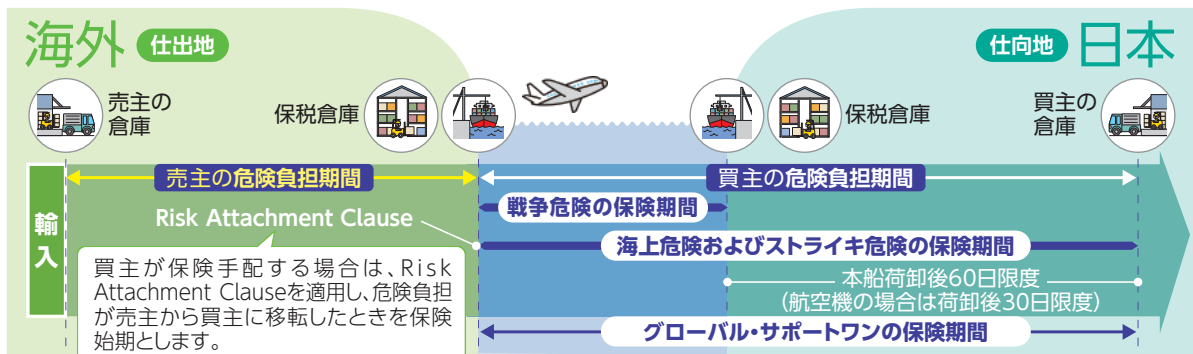 海外 仕出地
仕向地 日本
売主の
倉庫
保税倉庫
保税倉庫
買主の
倉庫
輸入
売主の危険負担期間
買主の危険負担期間
戦争危険の保険期間
Risk Attachment Clause
海上危険およびストライキ危険の保険期間
買主が保険手配する場合は、Risk
Attachment Clauseを適用し、危険負担
が売主から買主に移転したときを保険
始期とします。
本船荷卸後60日限度
(航空機の場合は荷卸後30日限度)
グローバル・サポートワンの保険期間